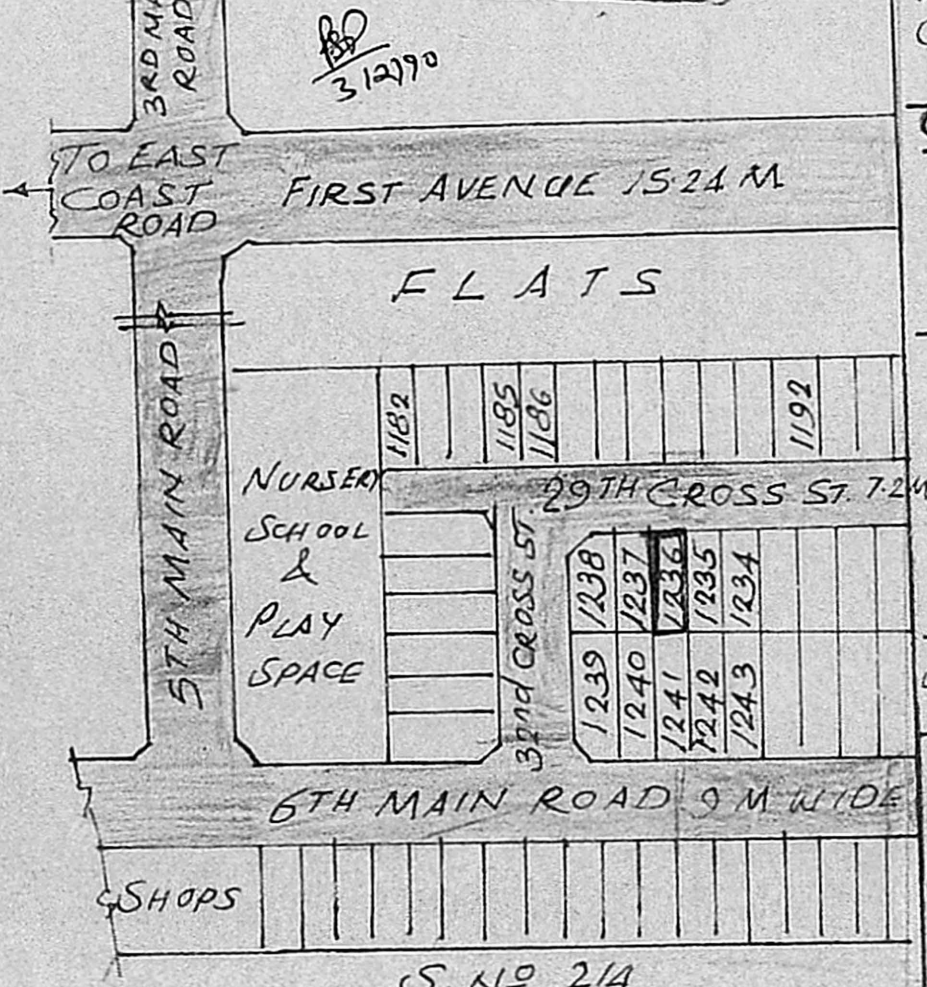 3RD MA
ROAD
3/12/90
TO EAST
COAST
ROAD
FIRST AVENUE 15.24 M
FLATS
5TH MAIN ROAD
1182
1185
1186
1192
NURSERY
SCHOOL
&
PLAY
SPACE
29TH CROSS ST. 7.2M
32nd CROSS ST.
1238
1237
1236
1235
1234
1239
1240
1241
1242
1243
6TH MAIN ROAD 9 M WIDE
SHOPS
S. NO 2/A